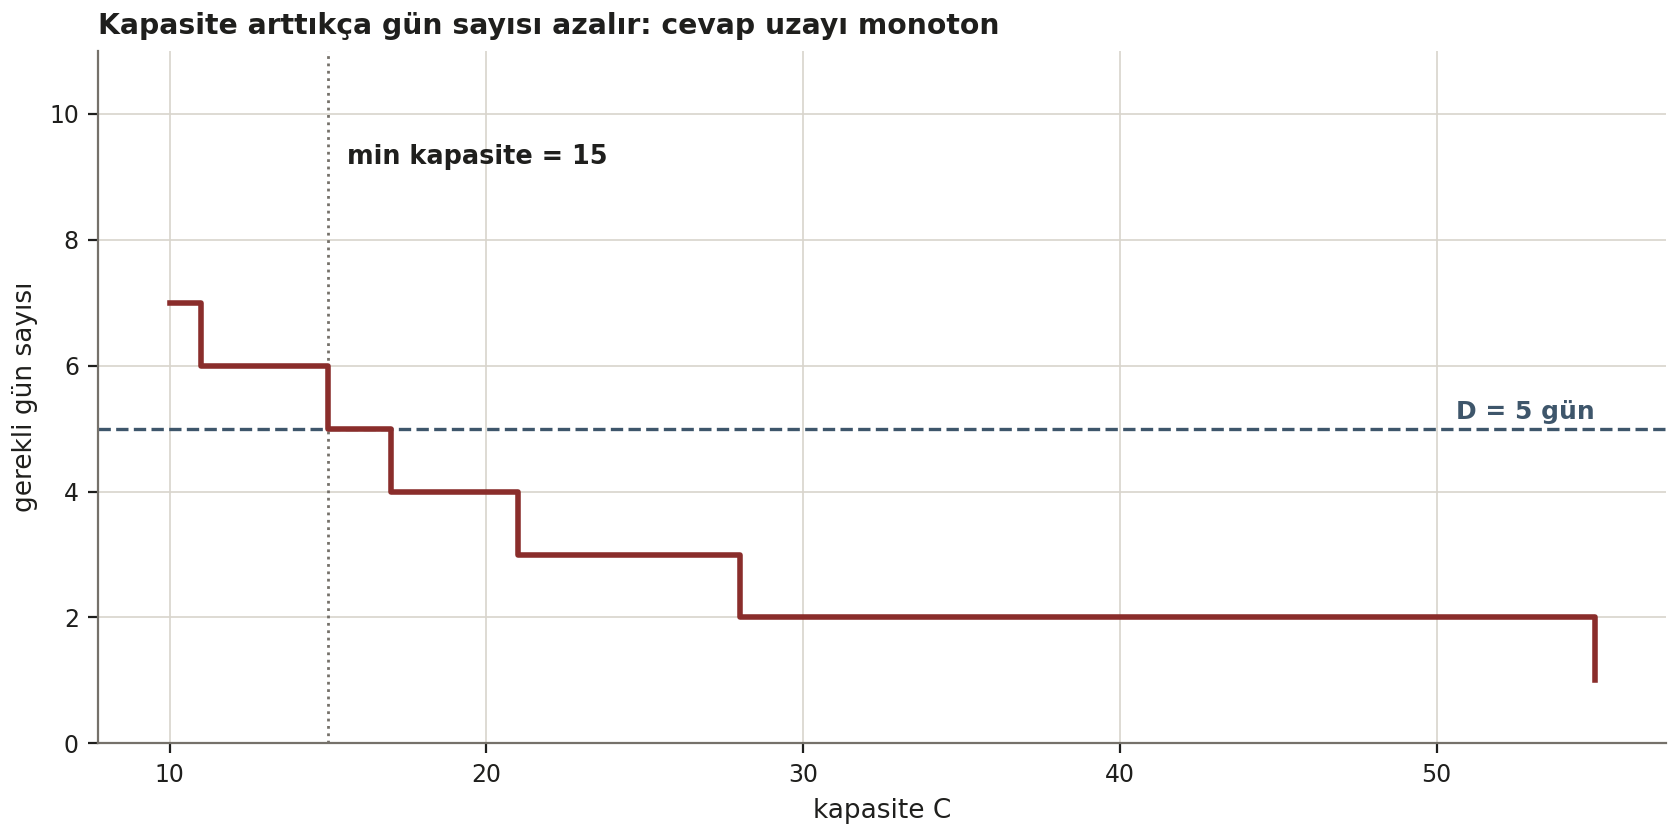 Kapasite arttıkça gün sayısı azalır: cevap uzayı monoton
gerekli gün sayısı
10
8
6
4
2
0
min kapasite = 15
D = 5 gün
10
20
30
40
50
kapasite C